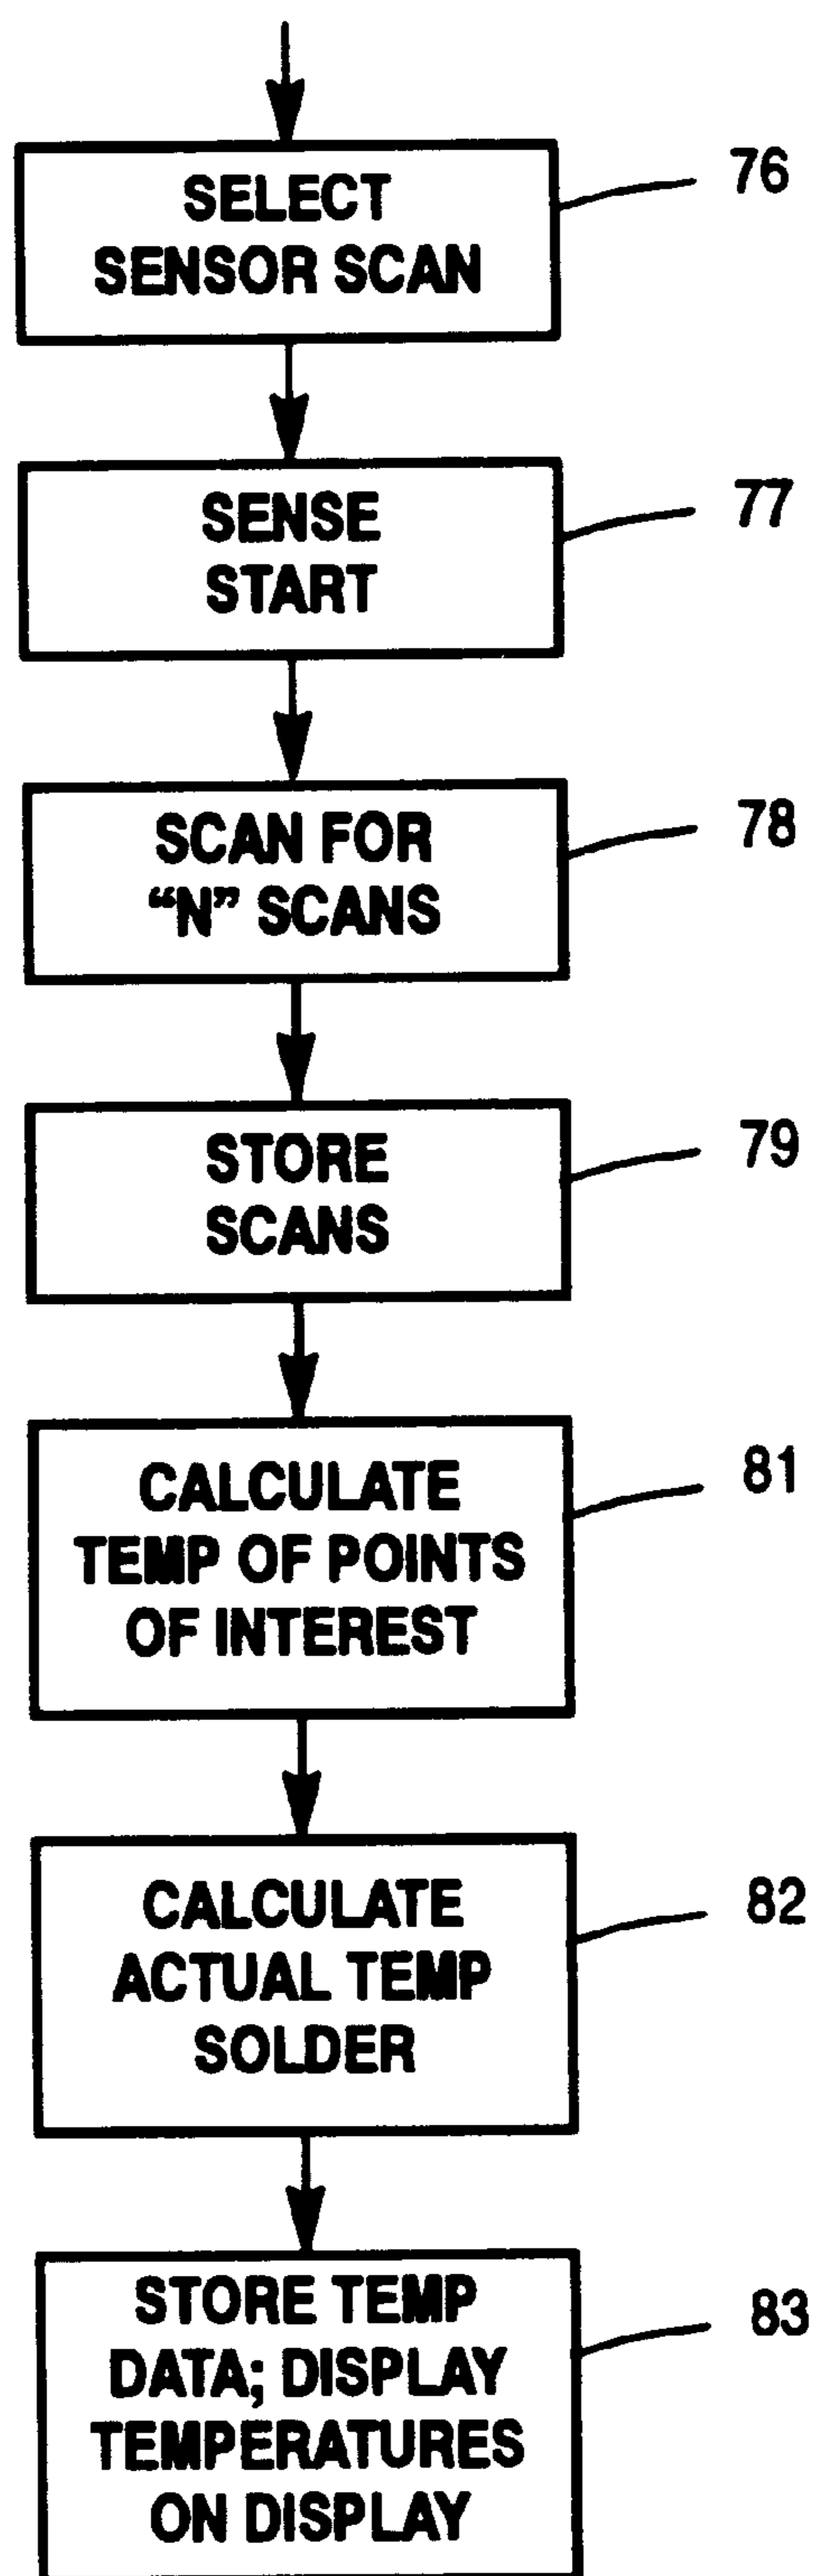 SELECT
SENSOR SCAN
76
SENSE
START
77
SCAN FOR
“N” SCANS
78
STORE
SCANS
79
CALCULATE
TEMP OF POINTS
OF INTEREST
81
CALCULATE
ACTUAL TEMP
SOLDER
82
STORE TEMP
DATA; DISPLAY
TEMPERATURES
ON DISPLAY
83